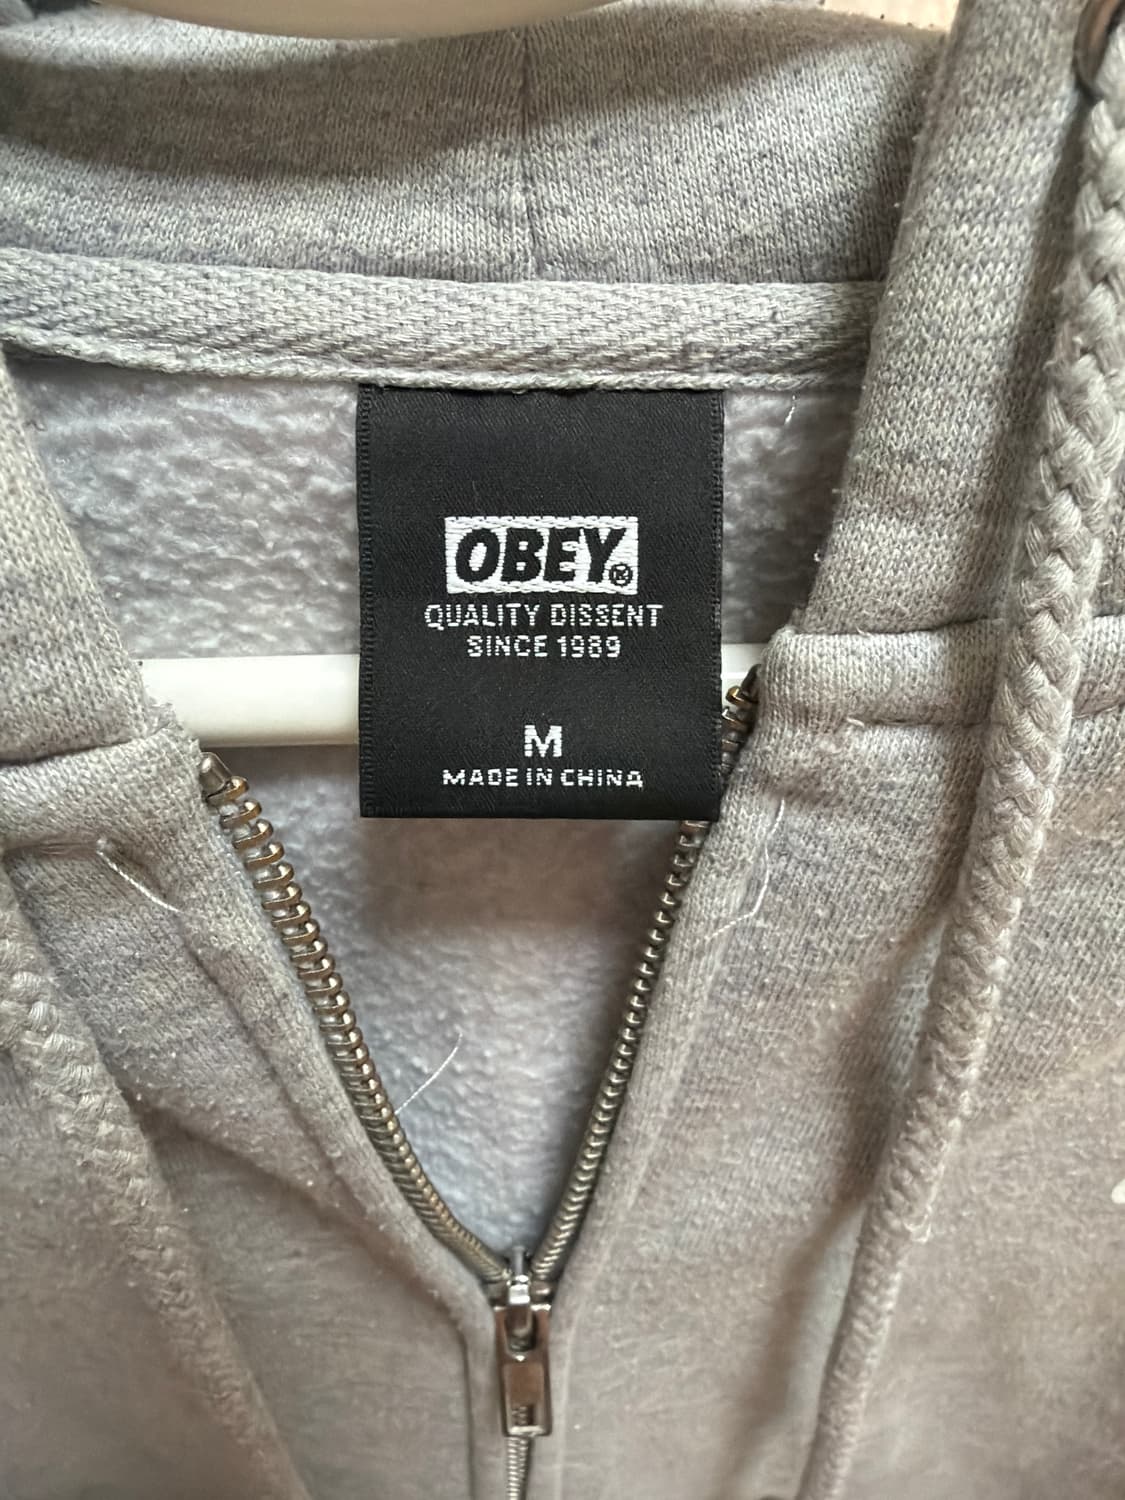 OBEY®
QUALITY DISSENT
SINCE 1989
M
MADE IN CHINA